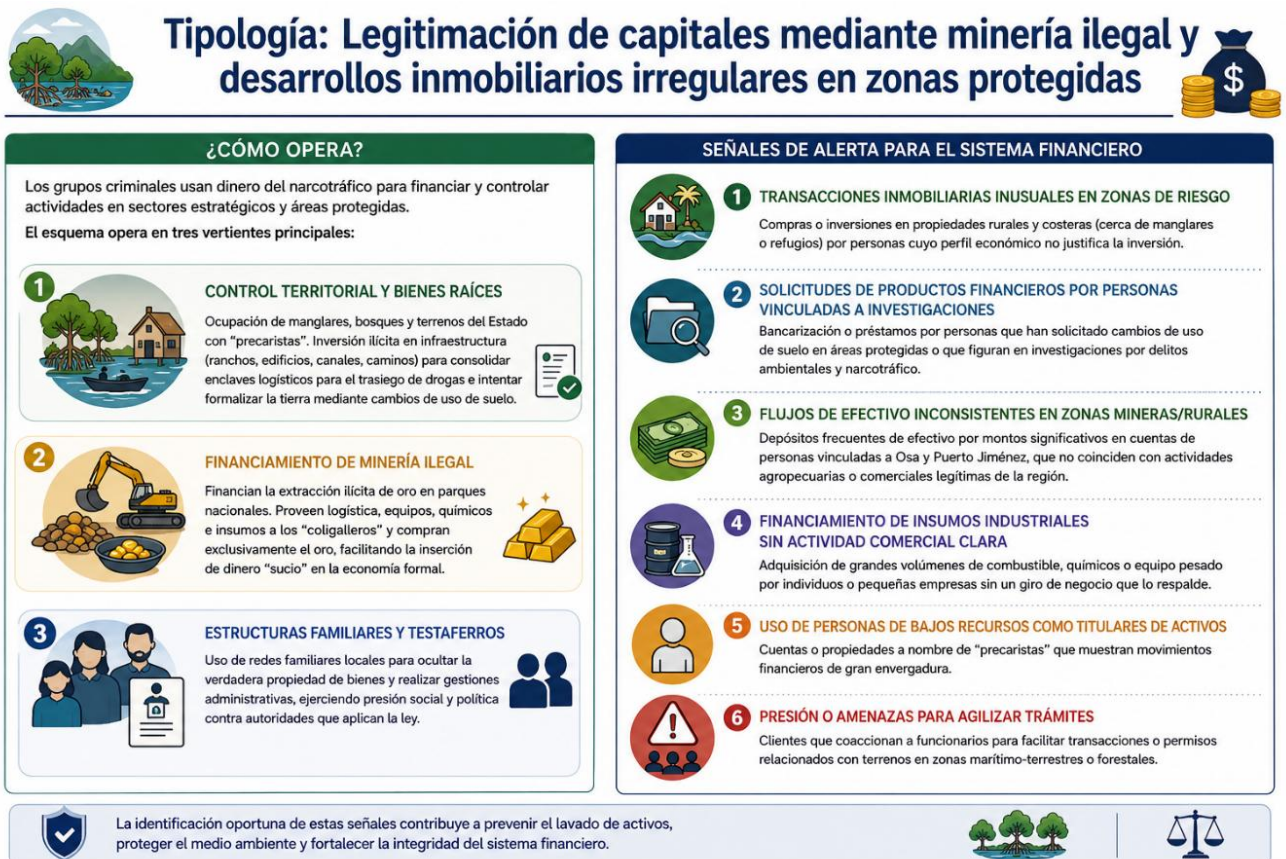 Tipología: Legitimación de capitales mediante minería ilegal y
desarrollos inmobiliarios irregulares en zonas protegidas
$
¿CÓMO OPERA?
Los grupos criminales usan dinero del narcotráfico para financiar y controlar
actividades en sectores estratégicos y áreas protegidas.
El esquema opera en tres vertientes principales:
1
CONTROL TERRITORIAL Y BIENES RAÍCES
Ocupación de manglares, bosques y terrenos del Estado
con “precaristas”. Inversión ilícita en infraestructura
(ranchos, edificios, canales, caminos) para consolidar
enclaves logísticos para el trasiego de drogas e intentar
formalizar la tierra mediante cambios de uso de suelo.
2
FINANCIAMIENTO DE MINERÍA ILEGAL
Financian la extracción ilícita de oro en parques
nacionales. Proveen logística, equipos, químicos
e insumos a los “coligalleros” y compran
exclusivamente el oro, facilitando la inserción
de dinero “sucio” en la economía formal.
3
ESTRUCTURAS FAMILIARES Y TESTAFERROS
Uso de redes familiares locales para ocultar la
verdadera propiedad de bienes y realizar gestiones
administrativas, ejerciendo presión social y política
contra autoridades que aplican la ley.
SEÑALES DE ALERTA PARA EL SISTEMA FINANCIERO
1 TRANSACCIONES INMOBILIARIAS INUSUALES EN ZONAS DE RIESGO
Compras o inversiones en propiedades rurales y costeras (cerca de manglares
o refugios) por personas cuyo perfil económico no justifica la inversión.
2 SOLICITUDES DE PRODUCTOS FINANCIEROS POR PERSONAS
VINCULADAS A INVESTIGACIONES
Bancarización o préstamos por personas que han solicitado cambios de uso
de suelo en áreas protegidas o que figuran en investigaciones por delitos
ambientales y narcotráfico.
3 FLUJOS DE EFECTIVO INCONSISTENTES EN ZONAS MINERAS/RURALES
Depósitos frecuentes de efectivo por montos significativos en cuentas de
personas vinculadas a Osa y Puerto Jiménez, que no coinciden con actividades
agropecuarias o comerciales legítimas de la región.
4 FINANCIAMIENTO DE INSUMOS INDUSTRIALES
SIN ACTIVIDAD COMERCIAL CLARA
Adquisición de grandes volúmenes de combustible, químicos o equipo pesado
por individuos o pequeñas empresas sin un giro de negocio que lo respalde.
5 USO DE PERSONAS DE BAJOS RECURSOS COMO TITULARES DE ACTIVOS
Cuentas o propiedades a nombre de “precaristas” que muestran movimientos
financieros de gran envergadura.
6 PRESIÓN O AMENAZAS PARA AGILIZAR TRÁMITES
Clientes que coaccionan a funcionarios para facilitar transacciones o permisos
relacionados con terrenos en zonas marítimo-terrestres o forestales.
La identificación oportuna de estas señales contribuye a prevenir el lavado de activos,
proteger el medio ambiente y fortalecer la integridad del sistema financiero.